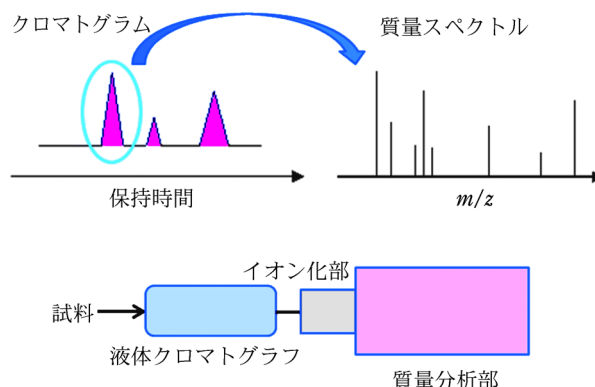 クロマトグラム
質量スペクトル
保持時間
m/z
イオン化部
試料
液体クロマトグラフ
質量分析部